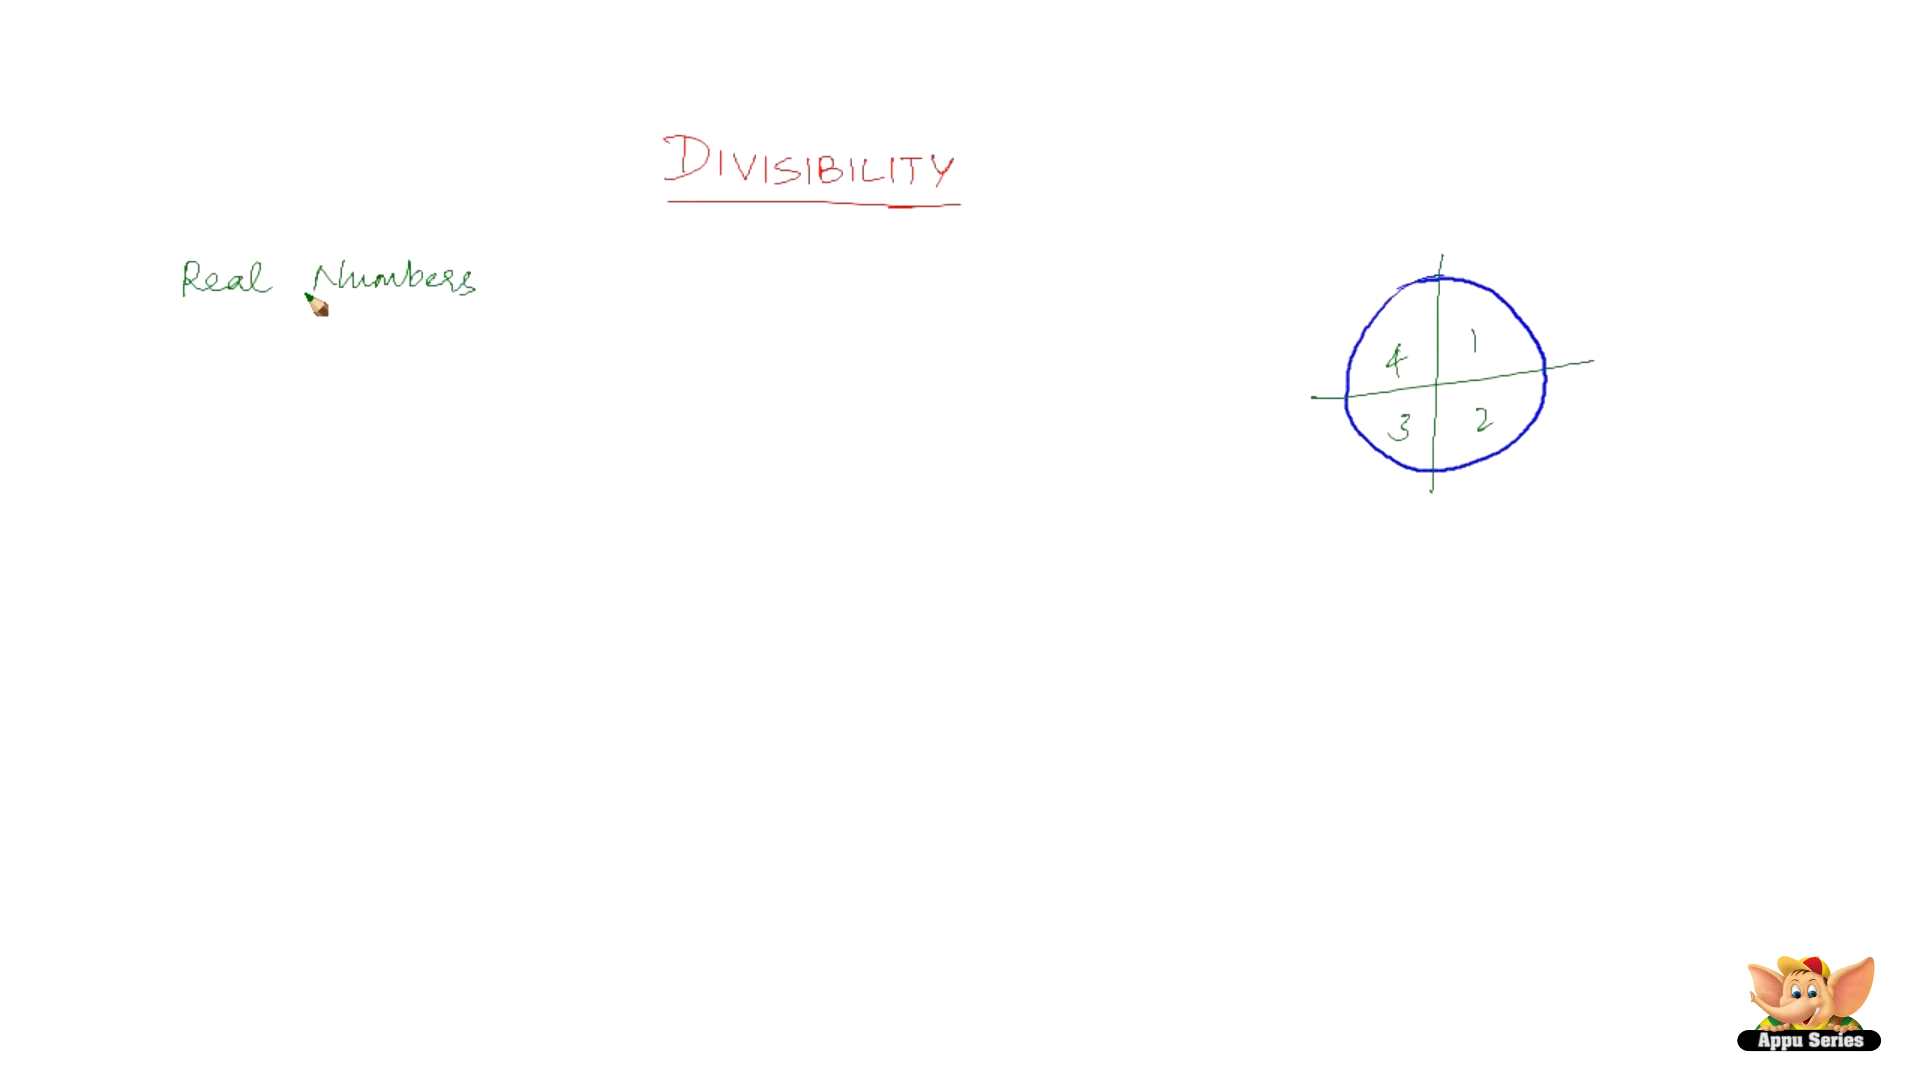 DIVISIBILITY
Real Numbers
4 1
3 2
Appu Series